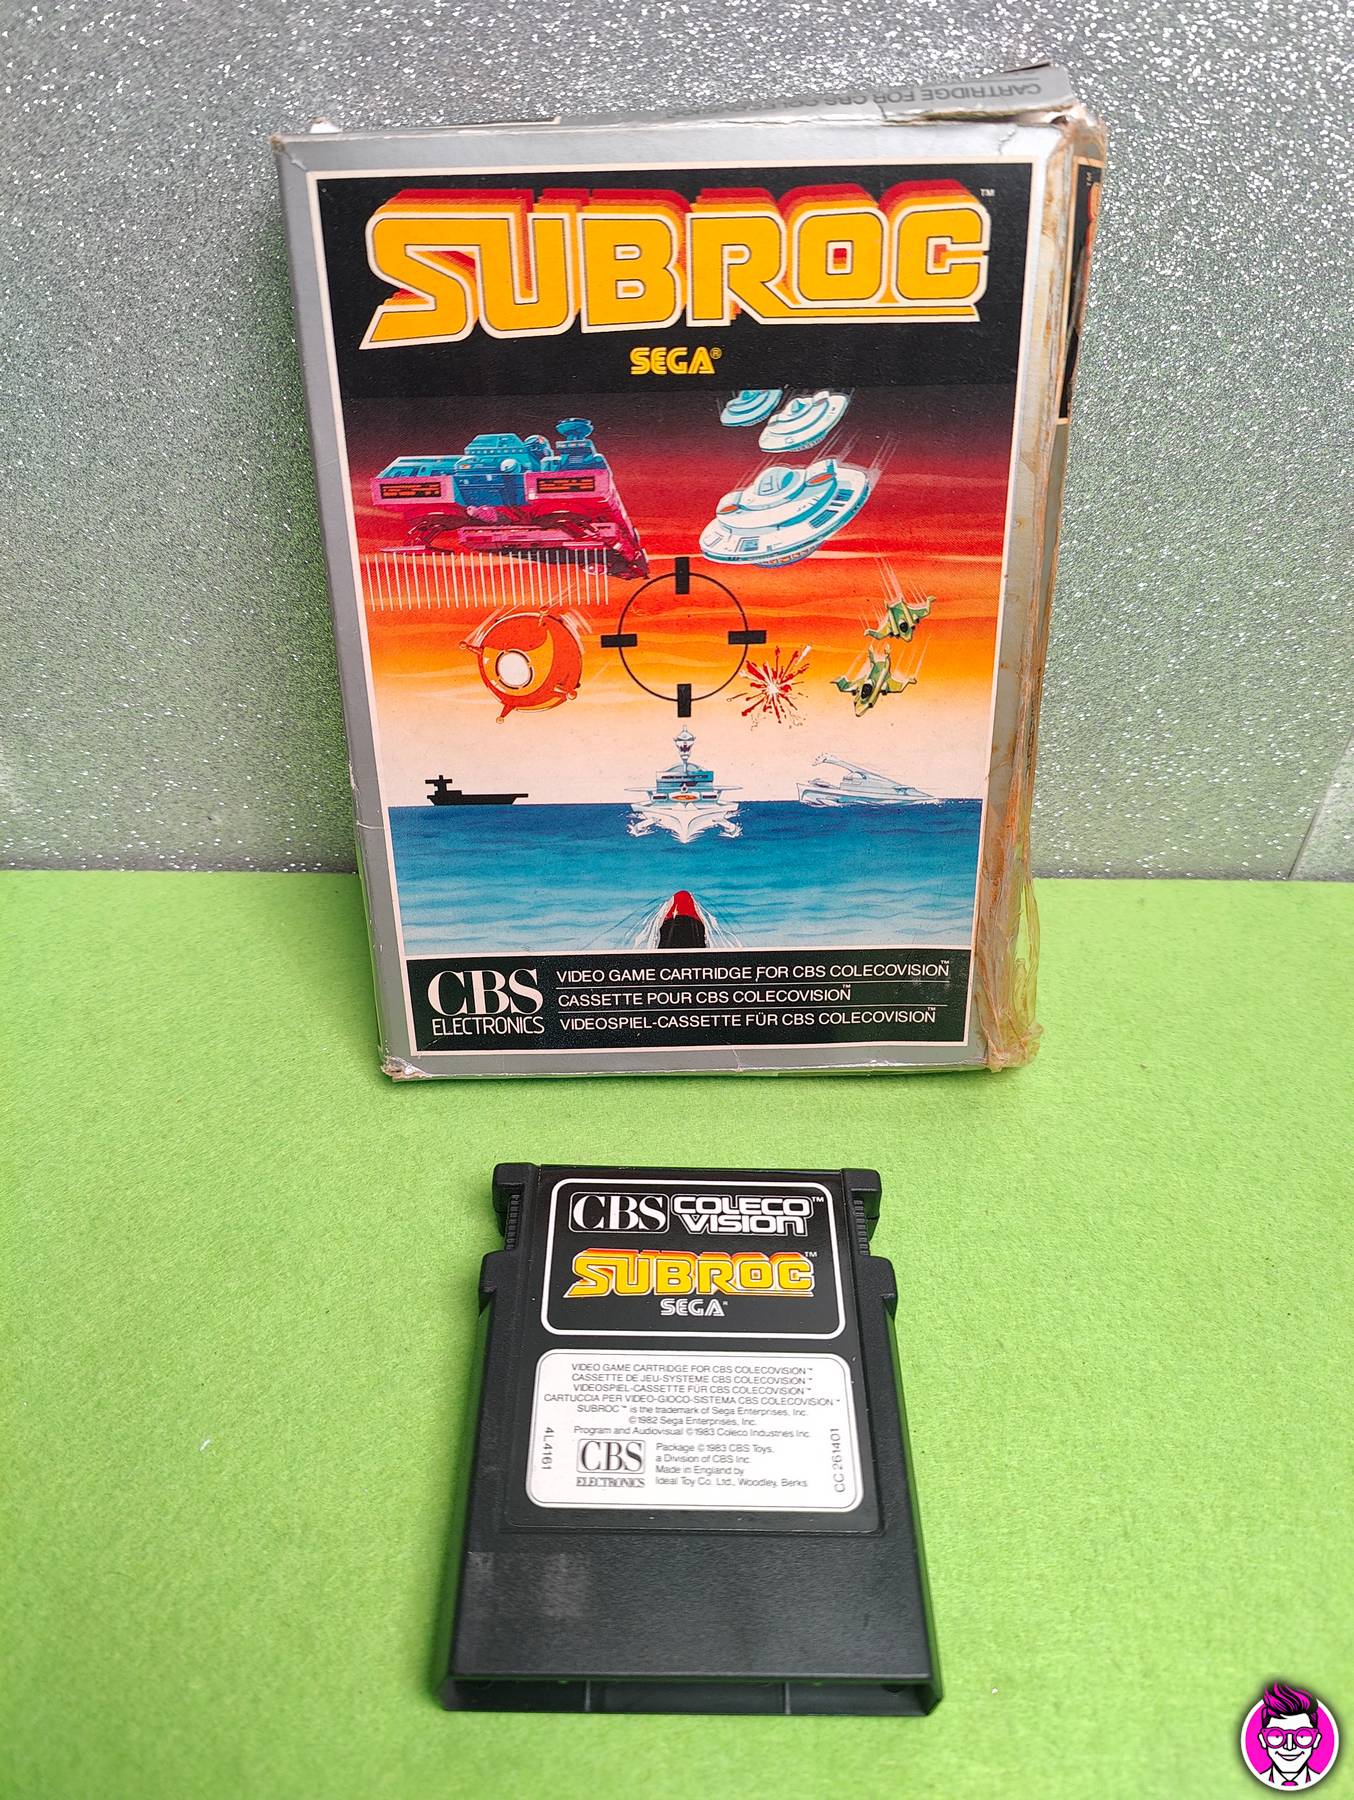 CARTRIDGE FOR CBS
SUBROC™
SEGA®
CBS
ELECTRONICS
VIDEO GAME CARTRIDGE FOR CBS COLECOVISION™
CASSETTE POUR CBS COLECOVISION™
VIDEOSPIEL-CASSETTE FÜR CBS COLECOVISION™
CBS COLECO VISION™
SUBROC™
SEGA®
VIDEO GAME CARTRIDGE FOR CBS COLECOVISION™
CASSETTE DE JEU-SYSTEME CBS COLECOVISION™
VIDEOSPIEL-CASSETTE FÜR CBS COLECOVISION™
CARTUCCIA PER VIDEO-GIOCO-SISTEMA CBS COLECOVISION™
SUBROC™ is the trademark of Sega Enterprises, Inc.
©1982 Sega Enterprises, Inc.
Program and Audiovisual ©1983 Coleco Industries Inc.
4L4161
CBS
ELECTRONICS
Package ©1983 CBS Toys,
a Division of CBS Inc.
Made in England by
Ideal Toy Co. Ltd., Woodley, Berks
CC 261401